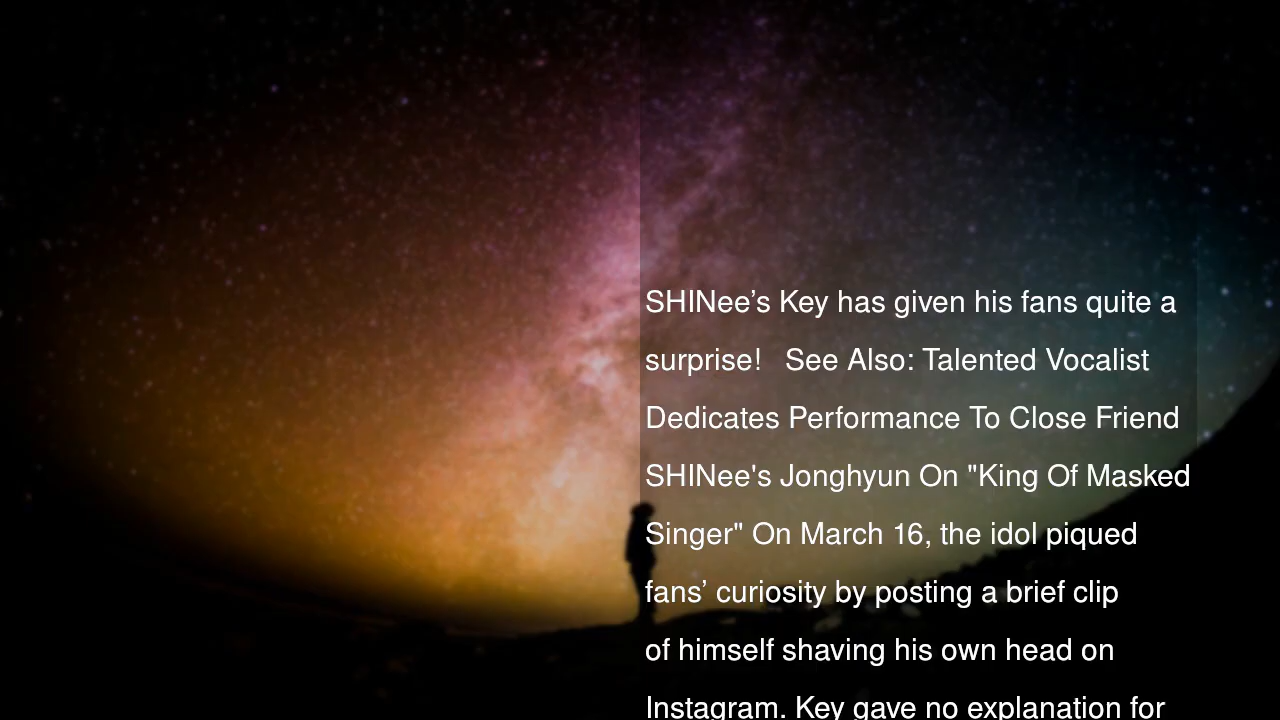 SHINee’s Key has given his fans quite a
surprise!   See Also: Talented Vocalist
Dedicates Performance To Close Friend
SHINee's Jonghyun On "King Of Masked
Singer" On March 16, the idol piqued
fans’ curiosity by posting a brief clip
of himself shaving his own head on
Instagram. Key gave no explanation for